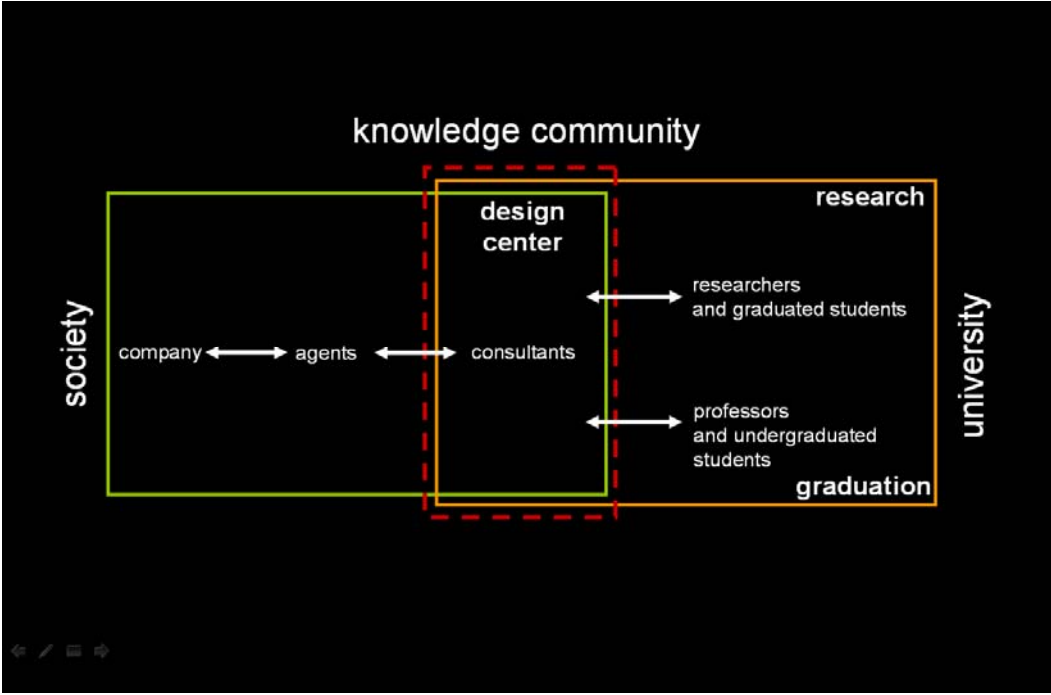 knowledge community
research
design
center
researchers
and graduated students
society
company
agents
consultants
university
professors
and undergraduated
students
graduation